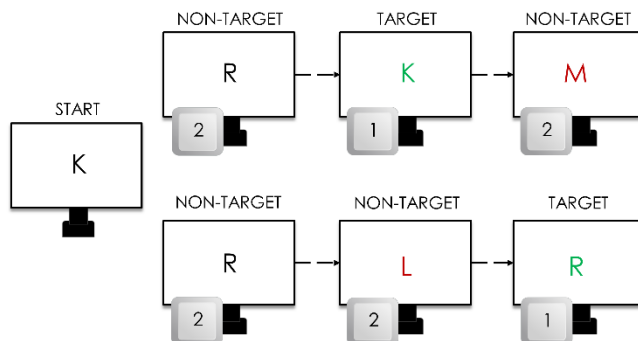 NON-TARGET TARGET NON-TARGET
R K M
2 1 2
START
K
NON-TARGET NON-TARGET TARGET
R L R
2 2 1